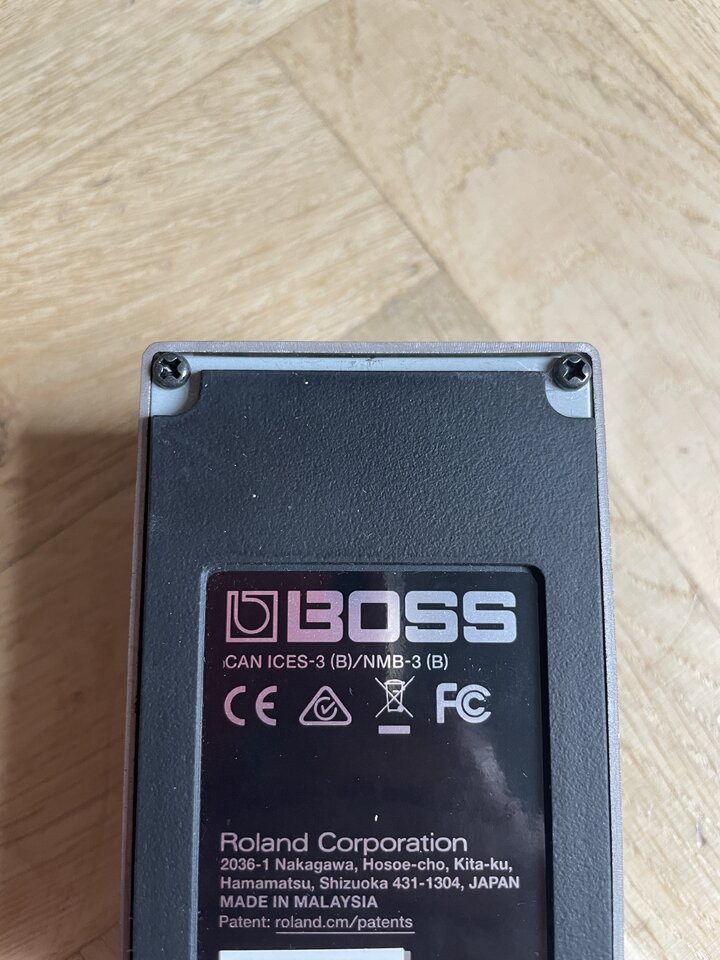 BOSS
CAN ICES-3 (B)/NMB-3 (B)
CE FC
Roland Corporation
2036-1 Nakagawa, Hosoe-cho, Kita-ku,
Hamamatsu, Shizuoka 431-1304, JAPAN
MADE IN MALAYSIA
Patent: roland.cm/patents